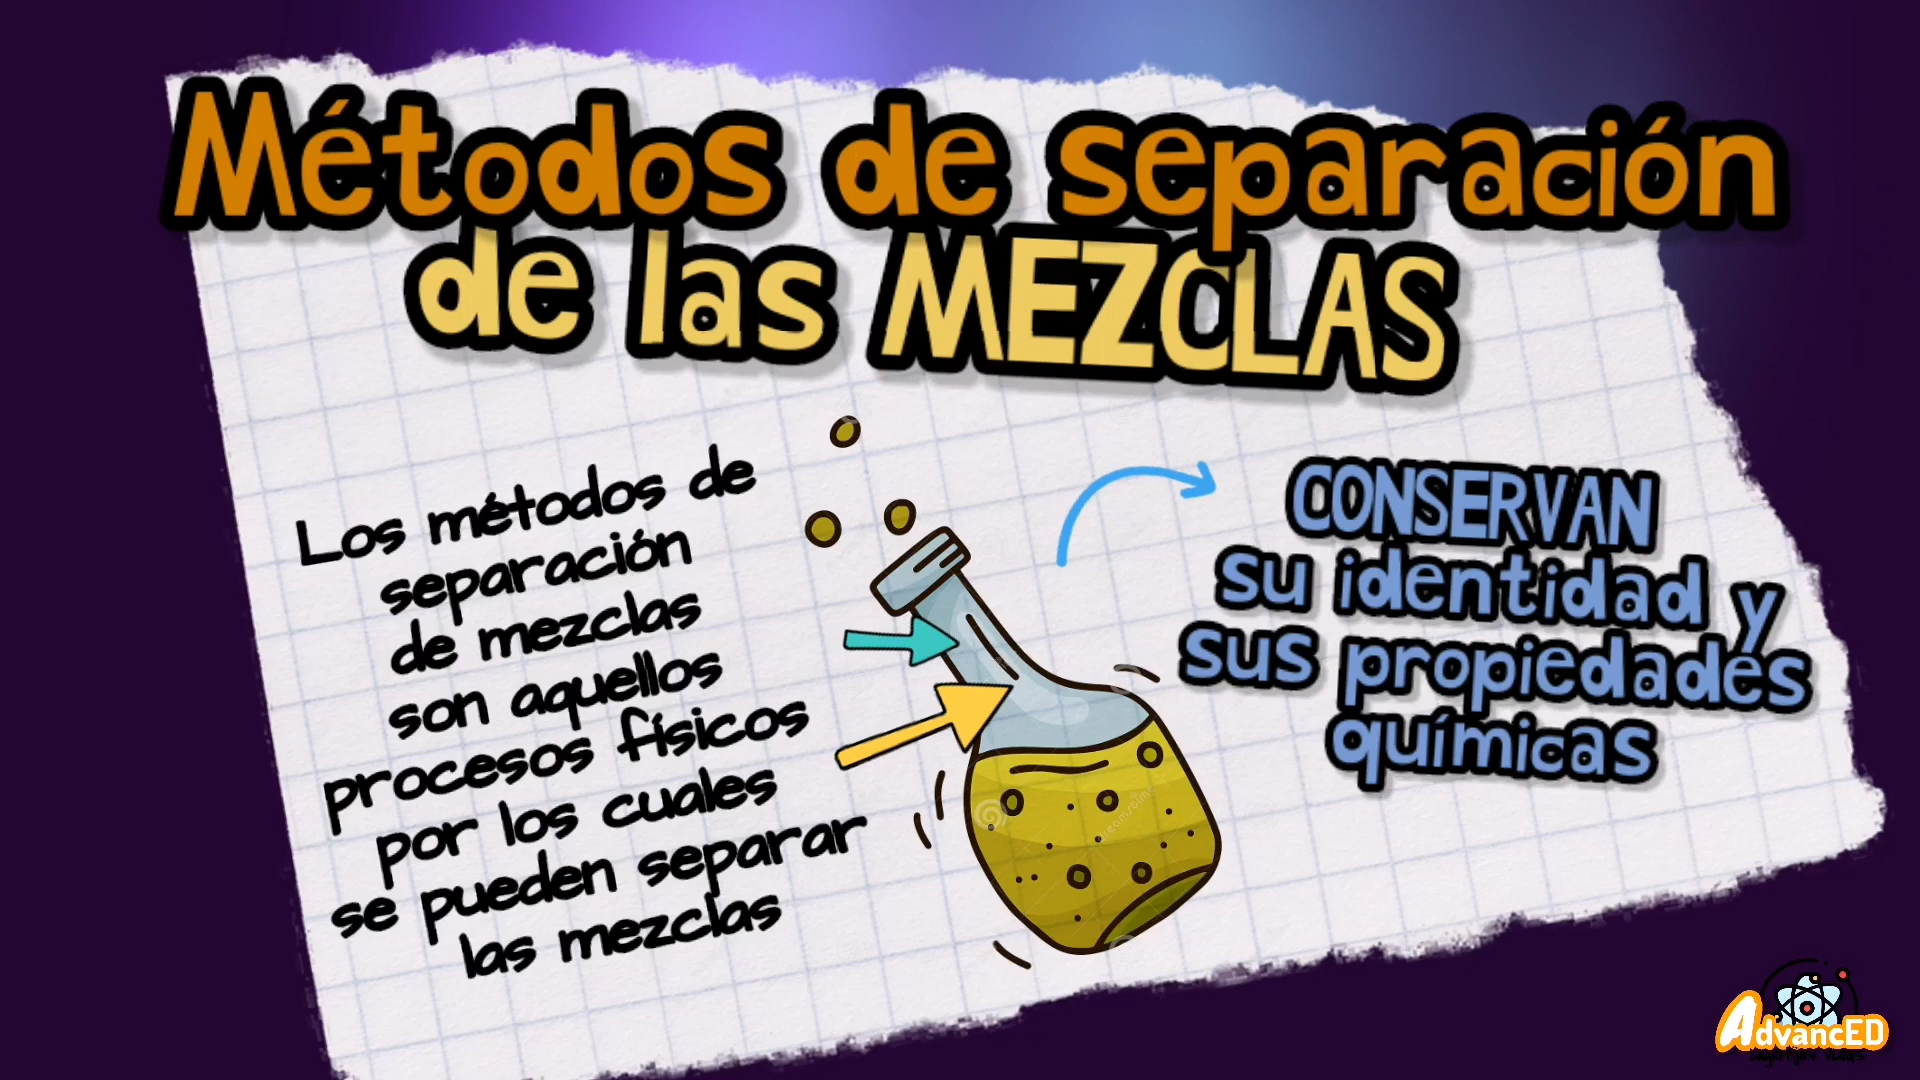 Métodos de separación
de las MEZCLAS
Los métodos de
separación
de mezclas
son aquellos
procesos físicos
por los cuales
se pueden separar
las mezclas
CONSERVAN
su identidad y
sus propiedades
químicas
AdvancED